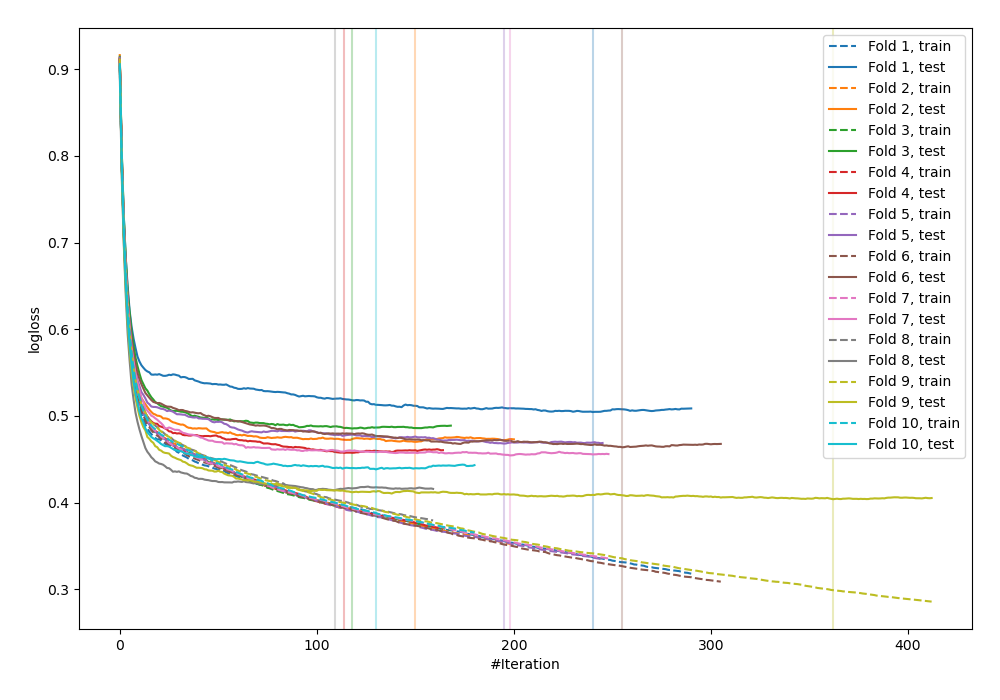 0.9
0.8
0.7
0.6
0.5
0.4
0.3
logloss
0
100
200
300
400
#Iteration
Fold 1, train
Fold 1, test
Fold 2, train
Fold 2, test
Fold 3, train
Fold 3, test
Fold 4, train
Fold 4, test
Fold 5, train
Fold 5, test
Fold 6, train
Fold 6, test
Fold 7, train
Fold 7, test
Fold 8, train
Fold 8, test
Fold 9, train
Fold 9, test
Fold 10, train
Fold 10, test